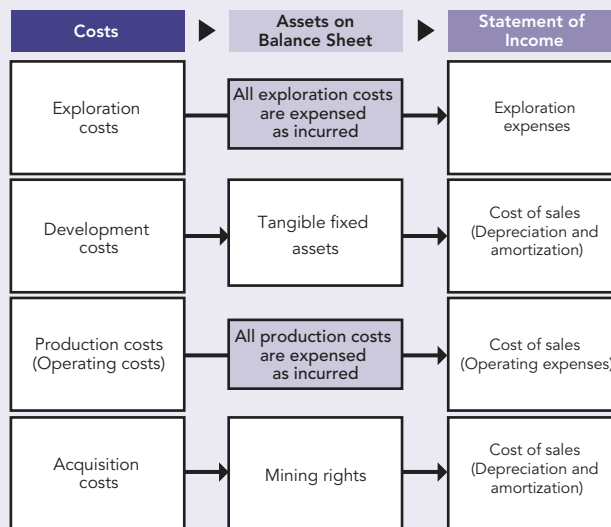 Costs
Assets on
Balance Sheet
Statement of
Income
Exploration
costs
All exploration costs
are expensed
as incurred
Exploration
expenses
Development
costs
Tangible fixed
assets
Cost of sales
(Depreciation and
amortization)
Production costs
(Operating costs)
All production costs
are expensed
as incurred
Cost of sales
(Operating expenses)
Acquisition
costs
Mining rights
Cost of sales
(Depreciation and
amortization)